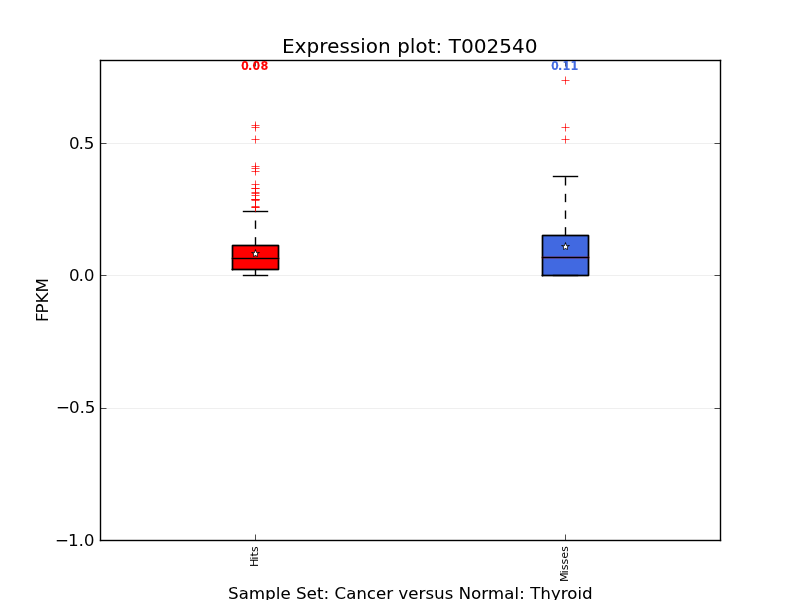 Expression plot: T002540
0.08
0.11
0.5
0.0
−0.5
−1.0
FPKM
Hits
Misses
Sample Set: Cancer versus Normal: Thyroid